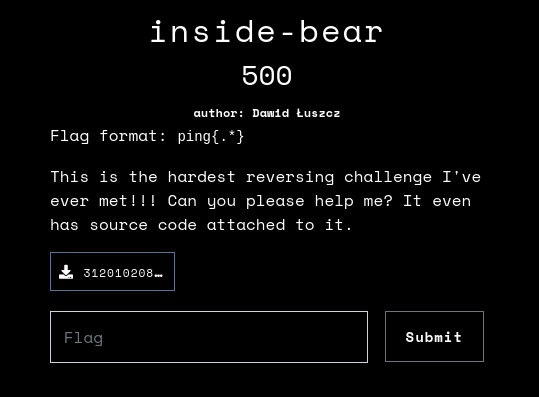 inside-bear
500
author: Dawid Łuszcz
Flag format: ping{.*}
This is the hardest reversing challenge I've
ever met!!! Can you please help me? It even
has source code attached to it.
312010208…
Flag
Submit